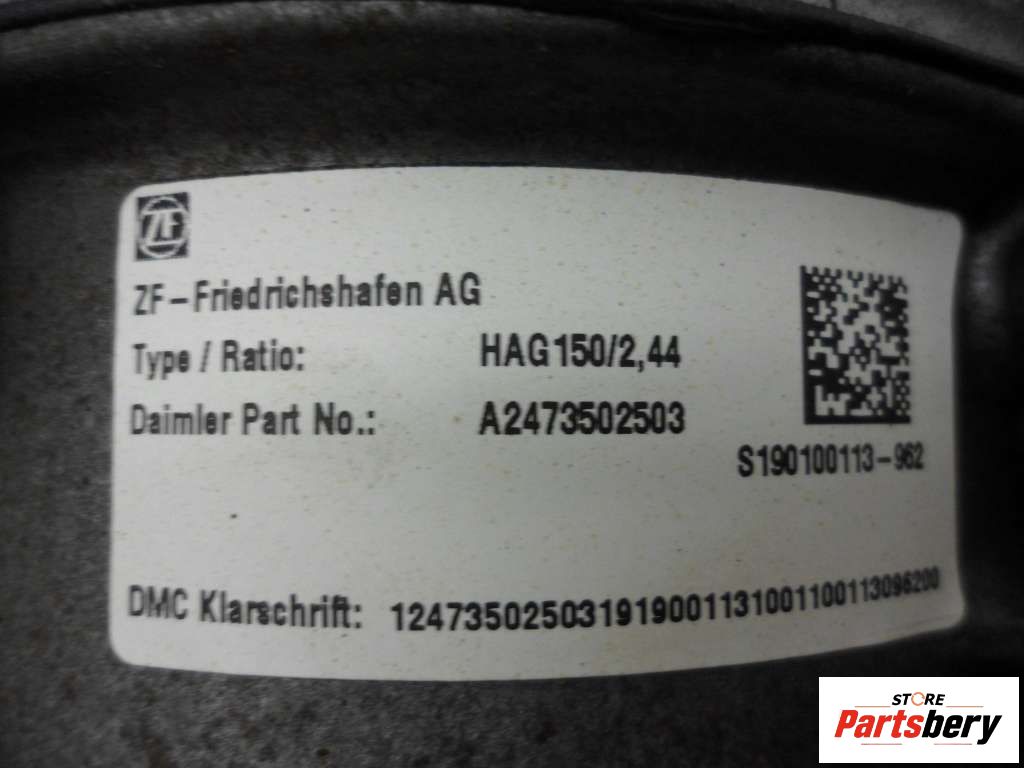 ZF
ZF-Friedrichshafen AG
Type / Ratio: HAG150/2,44
Daimler Part No.: A2473502503
S190100113-962
DMC Klarschrift: 124735025031919001131001100113096200
STORE
Partsbery